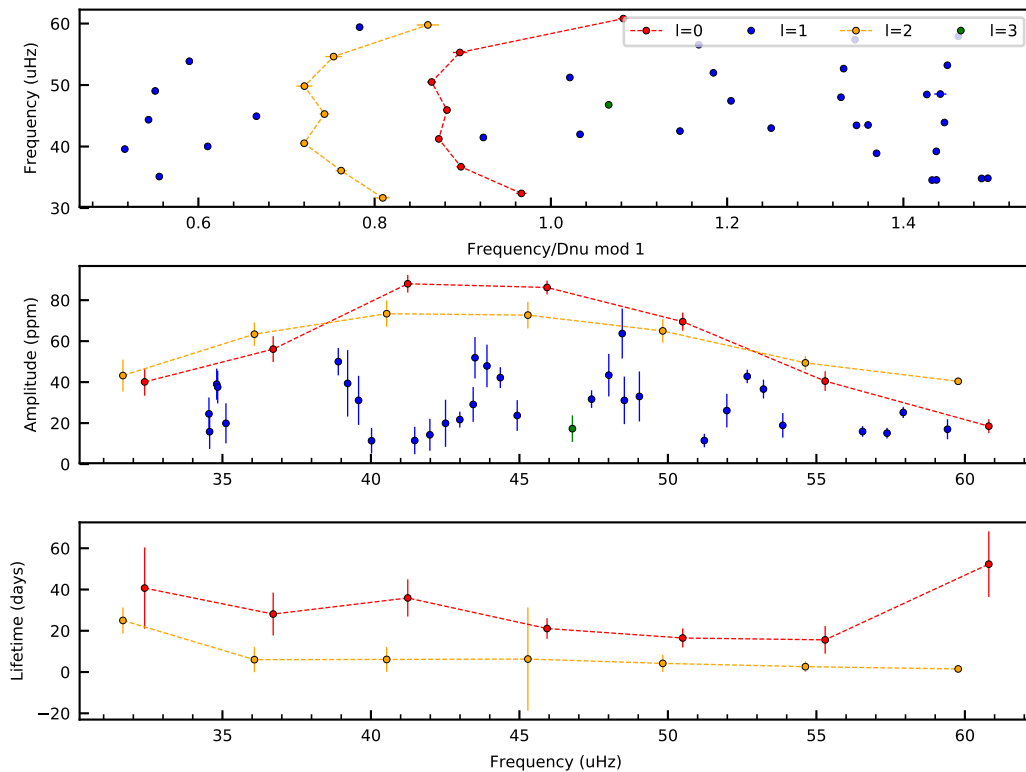 Frequency (uHz)
60
50
40
30
l=0 l=1 l=2 l=3
0.6 0.8 1.0 1.2 1.4
Frequency/Dnu mod 1
Amplitude (ppm)
80
60
40
20
0
35 40 45 50 55 60
Lifetime (days)
60
40
20
0
−20
35 40 45 50 55 60
Frequency (uHz)